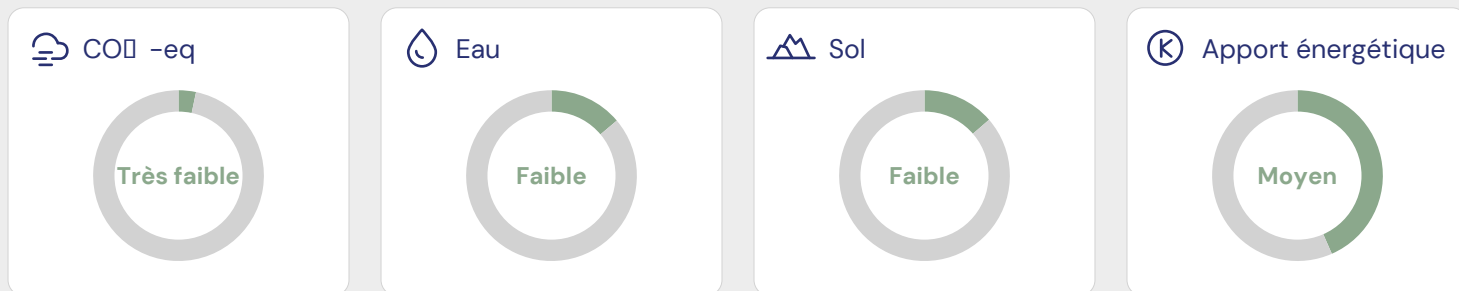 CO▯ -eq
Eau
Sol
Apport énergétique
Très faible
Faible
Faible
Moyen